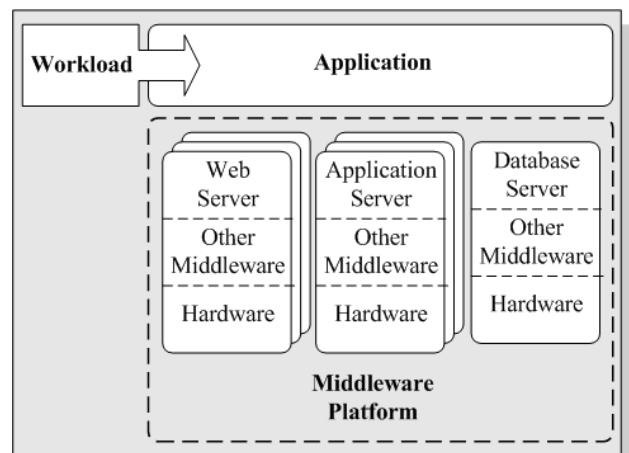 Workload
Application
Web
Server
Other
Middleware
Hardware
Application
Server
Other
Middleware
Hardware
Database
Server
Other
Middleware
Hardware
Middleware
Platform